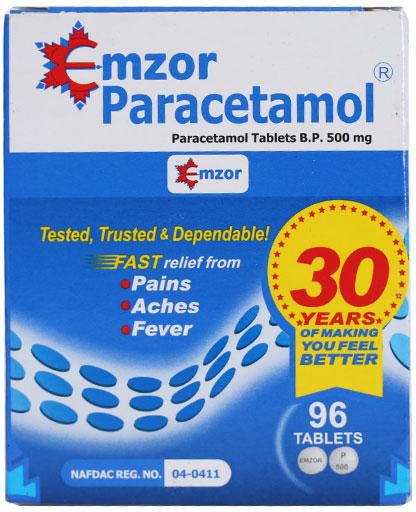 Emzor
Paracetamol®
Paracetamol Tablets B.P. 500 mg
Emzor
Tested, Trusted & Dependable!
FAST relief from
Pains
Aches
Fever
30
YEARS
OF MAKING
YOU FEEL
BETTER
96
TABLETS
EMZOR
P
500
NAFDAC REG. NO. 04-0411